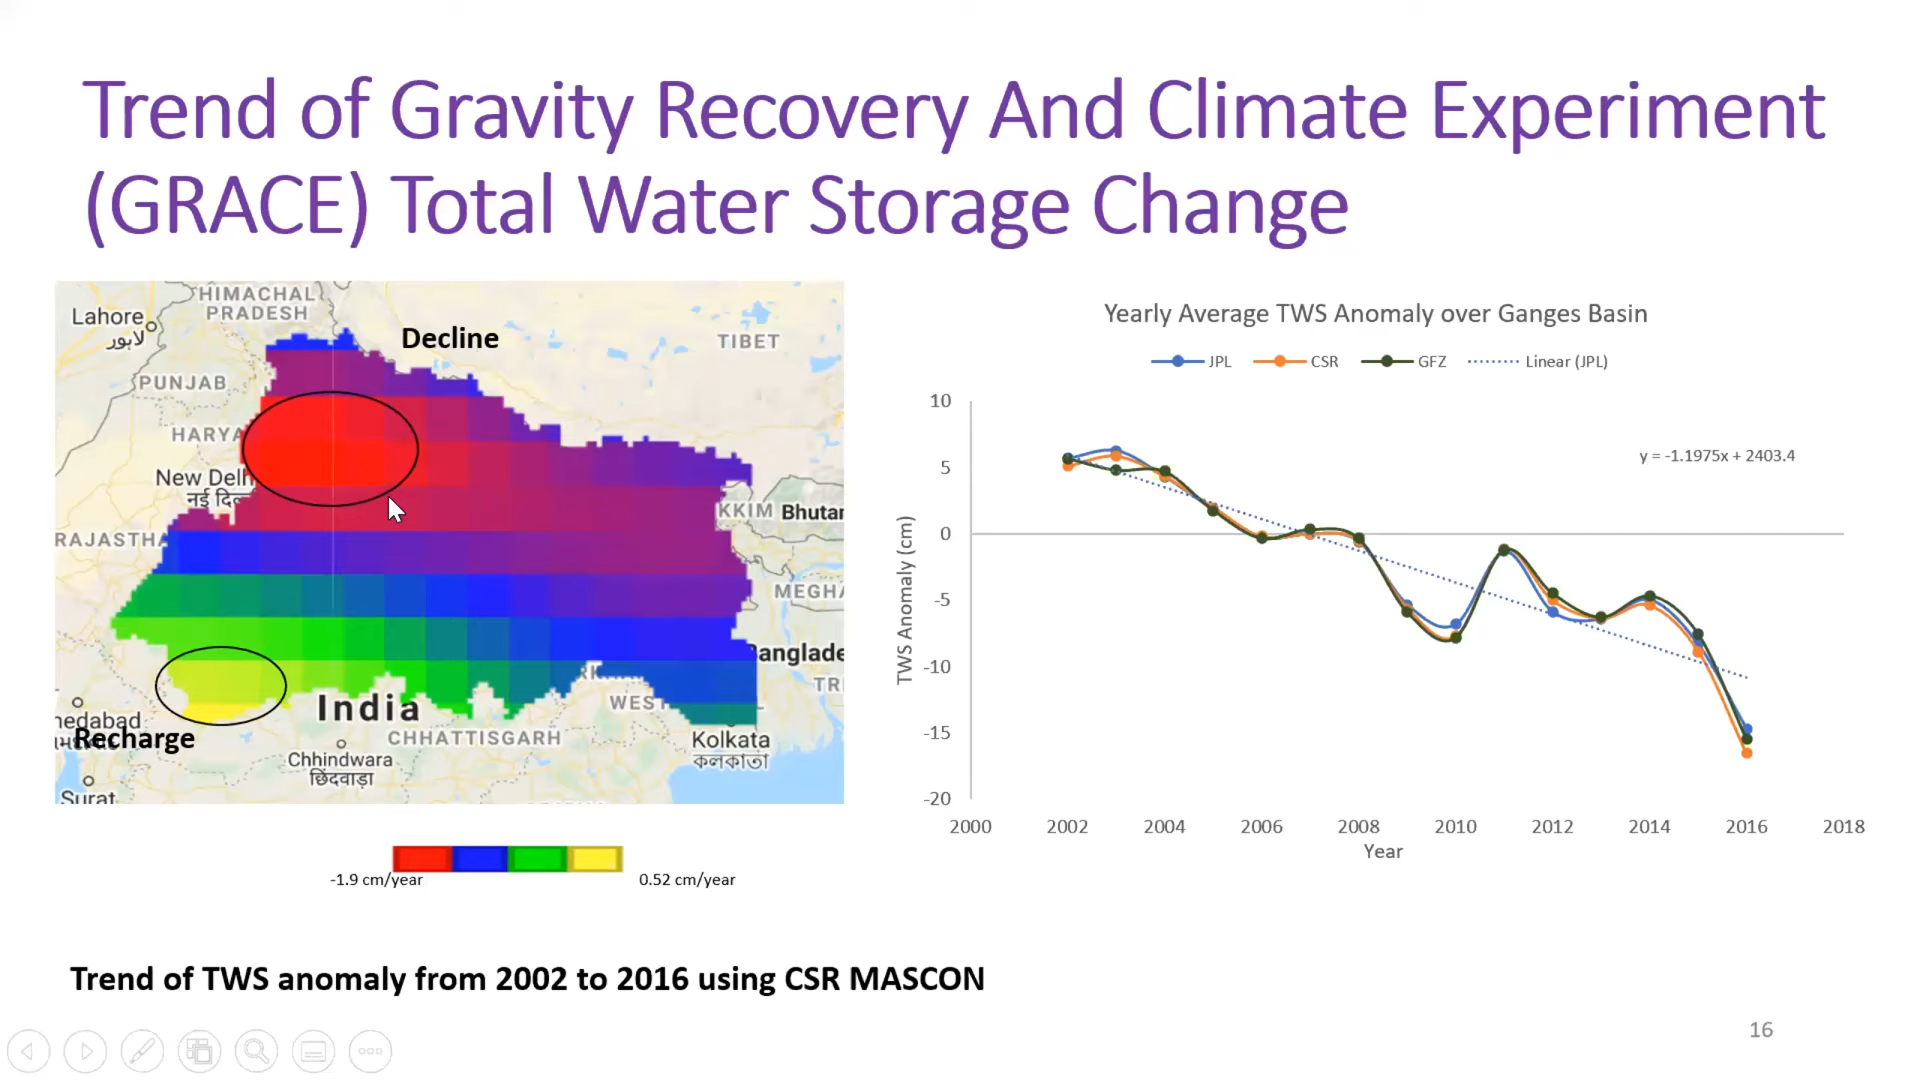 Trend of Gravity Recovery And Climate Experiment
(GRACE) Total Water Storage Change
HIMACHAL
PRADESH
Lahore
لاہور
Decline
TIBET
PUNJAB
HARYA
New Delh
नई दिल
KKIM Bhutan
RAJASTHA
MEGHA
anglade
WEST
TRI
India
hedabad
Recharge
CHHATTISGARH
Kolkata
কলকাতা
Chhindwara
छिंदवाड़ा
Surat
-1.9 cm/year
0.52 cm/year
Yearly Average TWS Anomaly over Ganges Basin
JPL CSR GFZ Linear (JPL)
y = -1.1975x + 2403.4
TWS Anomaly (cm)
10
5
0
-5
-10
-15
-20
2000 2002 2004 2006 2008 2010 2012 2014 2016 2018
Year
Trend of TWS anomaly from 2002 to 2016 using CSR MASCON
16